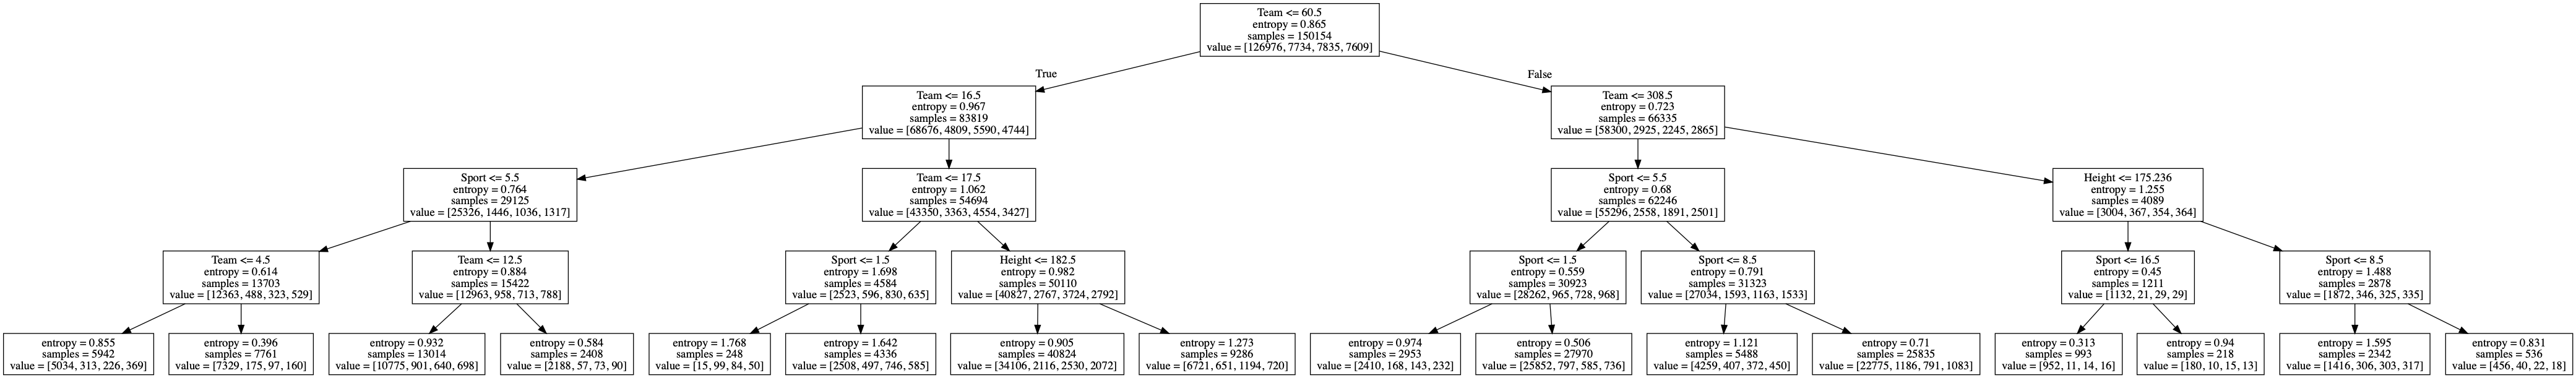 Team <= 60.5
entropy = 0.865
samples = 150154
value = [126976, 7734, 7835, 7609]
True
False
Team <= 16.5
entropy = 0.967
samples = 83819
value = [68676, 4809, 5590, 4744]
Team <= 308.5
entropy = 0.723
samples = 66335
value = [58300, 2925, 2245, 2865]
Sport <= 5.5
entropy = 0.764
samples = 29125
value = [25326, 1446, 1036, 1317]
Team <= 17.5
entropy = 1.062
samples = 54694
value = [43350, 3363, 4554, 3427]
Sport <= 5.5
entropy = 0.68
samples = 62246
value = [55296, 2558, 1891, 2501]
Height <= 175.236
entropy = 1.255
samples = 4089
value = [3004, 367, 354, 364]
Team <= 4.5
entropy = 0.614
samples = 13703
value = [12363, 488, 323, 529]
Team <= 12.5
entropy = 0.884
samples = 15422
value = [12963, 958, 713, 788]
Sport <= 1.5
entropy = 1.698
samples = 4584
value = [2523, 596, 830, 635]
Height <= 182.5
entropy = 0.982
samples = 50110
value = [40827, 2767, 3724, 2792]
Sport <= 1.5
entropy = 0.559
samples = 30923
value = [28262, 965, 728, 968]
Sport <= 8.5
entropy = 0.791
samples = 31323
value = [27034, 1593, 1163, 1533]
Sport <= 16.5
entropy = 0.45
samples = 1211
value = [1132, 21, 29, 29]
Sport <= 8.5
entropy = 1.488
samples = 2878
value = [1872, 346, 325, 335]
entropy = 0.855
samples = 5942
value = [5034, 313, 226, 369]
entropy = 0.396
samples = 7761
value = [7329, 175, 97, 160]
entropy = 0.932
samples = 13014
value = [10775, 901, 640, 698]
entropy = 0.584
samples = 2408
value = [2188, 57, 73, 90]
entropy = 1.768
samples = 248
value = [15, 99, 84, 50]
entropy = 1.642
samples = 4336
value = [2508, 497, 746, 585]
entropy = 0.905
samples = 40824
value = [34106, 2116, 2530, 2072]
entropy = 1.273
samples = 9286
value = [6721, 651, 1194, 720]
entropy = 0.974
samples = 2953
value = [2410, 168, 143, 232]
entropy = 0.506
samples = 27970
value = [25852, 797, 585, 736]
entropy = 1.121
samples = 5488
value = [4259, 407, 372, 450]
entropy = 0.71
samples = 25835
value = [22775, 1186, 791, 1083]
entropy = 0.313
samples = 993
value = [952, 11, 14, 16]
entropy = 0.94
samples = 218
value = [180, 10, 15, 13]
entropy = 1.595
samples = 2342
value = [1416, 306, 303, 317]
entropy = 0.831
samples = 536
value = [456, 40, 22, 18]